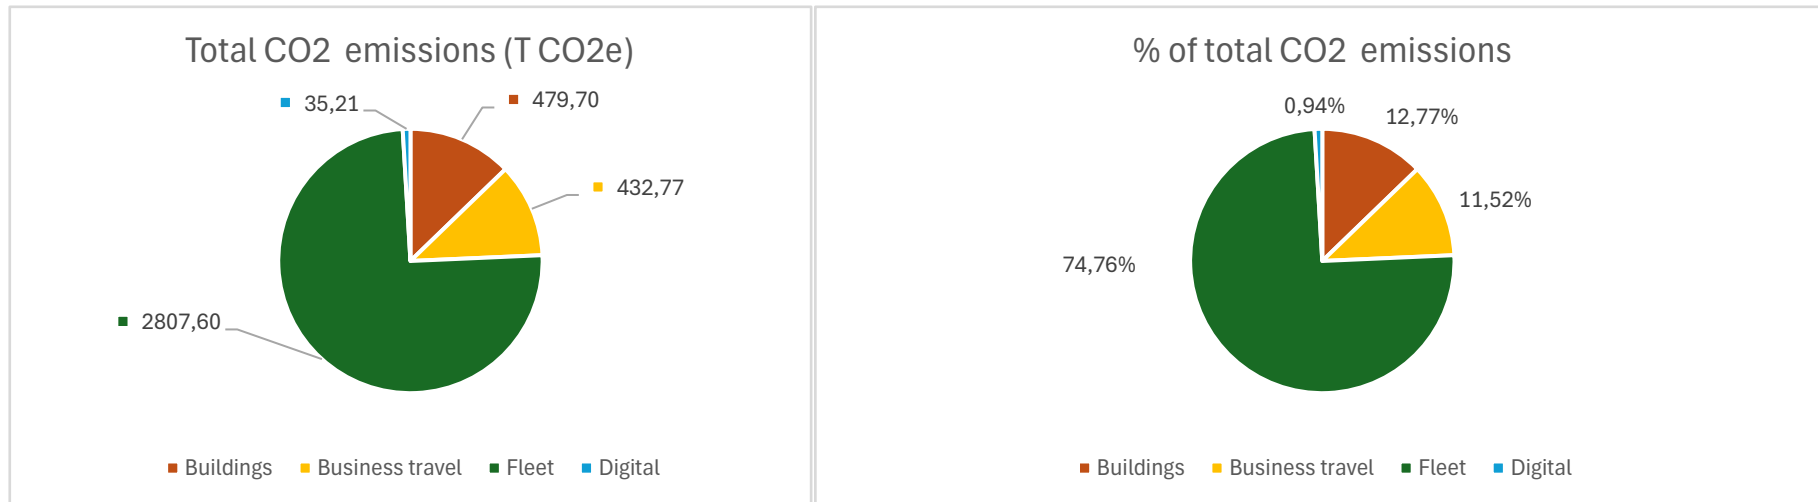 Total CO2 emissions (T CO2e)
35,21
479,70
432,77
2807,60
Buildings Business travel Fleet Digital
% of total CO2 emissions
0,94%
12,77%
11,52%
74,76%
Buildings Business travel Fleet Digital